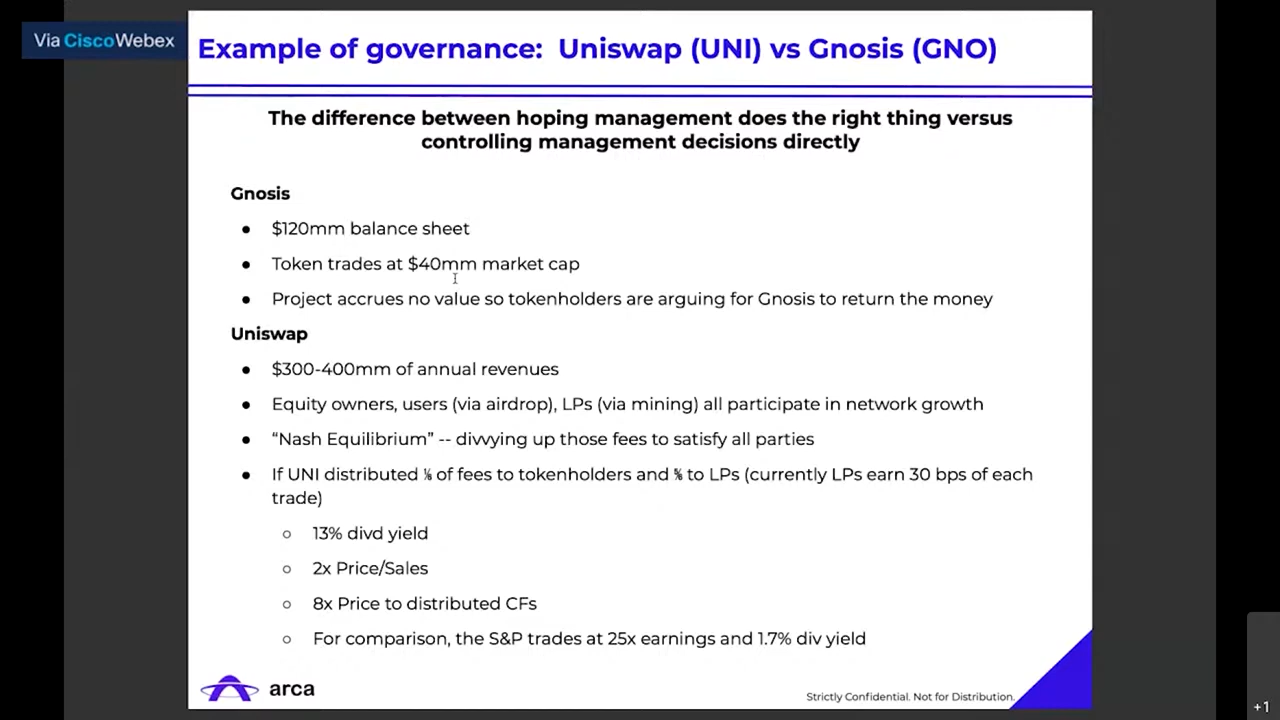 Via Cisco Webex
Example of governance: Uniswap (UNI) vs Gnosis (GNO)
The difference between hoping management does the right thing versus
controlling management decisions directly
Gnosis
● $120mm balance sheet
● Token trades at $40mm market cap
● Project accrues no value so tokenholders are arguing for Gnosis to return the money
Uniswap
● $300-400mm of annual revenues
● Equity owners, users (via airdrop), LPs (via mining) all participate in network growth
● “Nash Equilibrium” -- divvying up those fees to satisfy all parties
● If UNI distributed ⅙ of fees to tokenholders and ⅚ to LPs (currently LPs earn 30 bps of each
trade)
○ 13% divd yield
○ 2x Price/Sales
○ 8x Price to distributed CFs
○ For comparison, the S&P trades at 25x earnings and 1.7% div yield
arca
Strictly Confidential. Not for Distribution.
+1